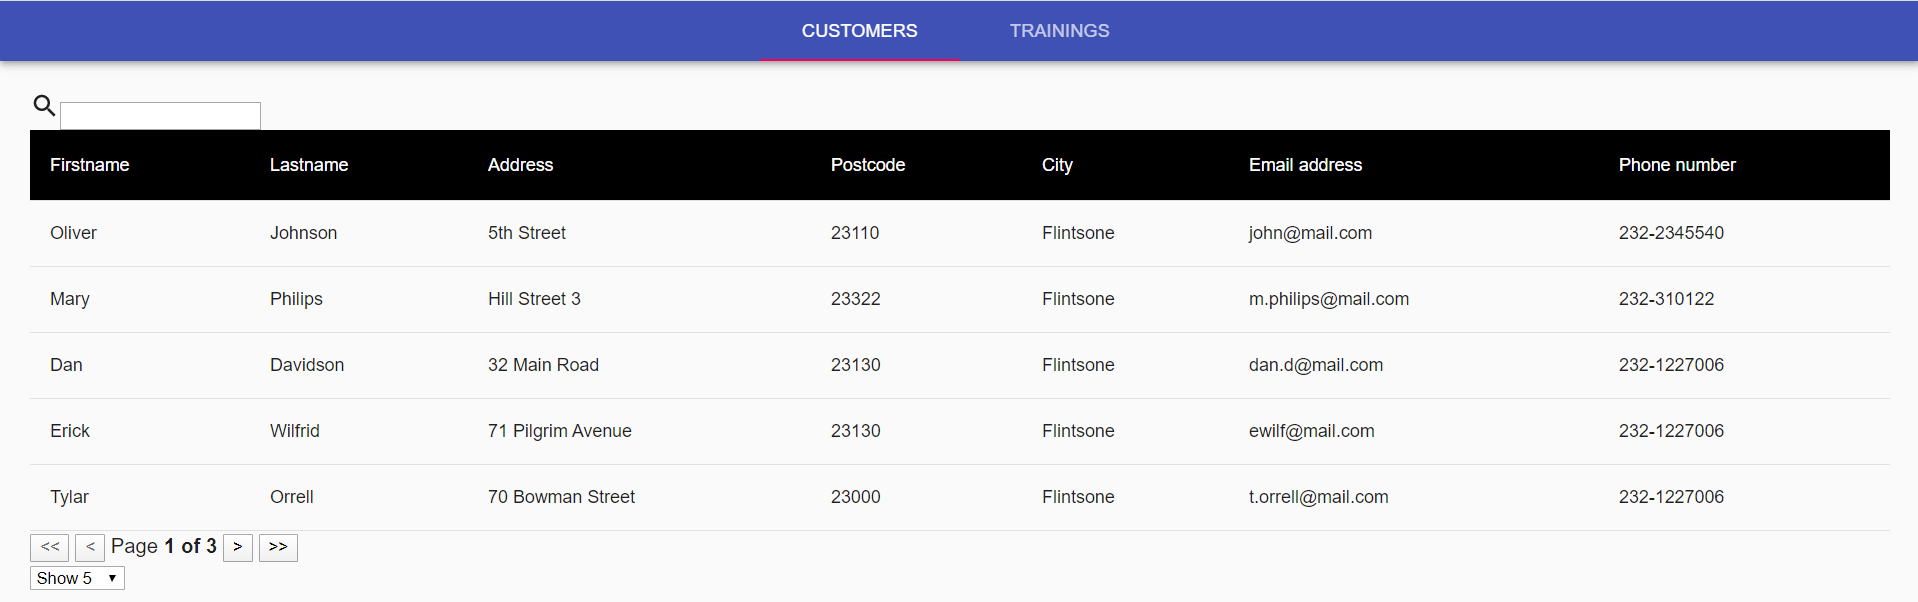 CUSTOMERS TRAININGS
Firstname Lastname Address Postcode City Email address Phone number
Oliver Johnson 5th Street 23110 Flintsone john@mail.com 232-2345540
Mary Philips Hill Street 3 23322 Flintsone m.philips@mail.com 232-310122
Dan Davidson 32 Main Road 23130 Flintsone dan.d@mail.com 232-1227006
Erick Wilfrid 71 Pilgrim Avenue 23130 Flintsone ewilf@mail.com 232-1227006
Tylar Orrell 70 Bowman Street 23000 Flintsone t.orrell@mail.com 232-1227006
<< < Page 1 of 3 > >>
Show 5